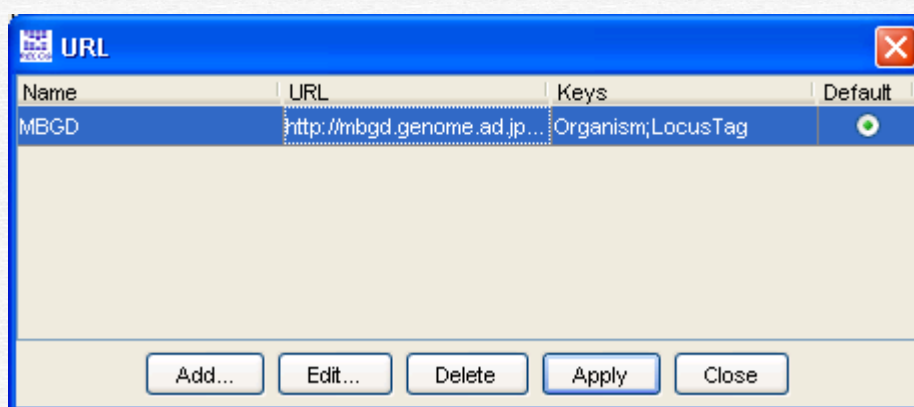 URL
Name URL Keys Default
MBGD http://mbgd.genome.ad.jp... Organism;LocusTag
Add... Edit... Delete Apply Close